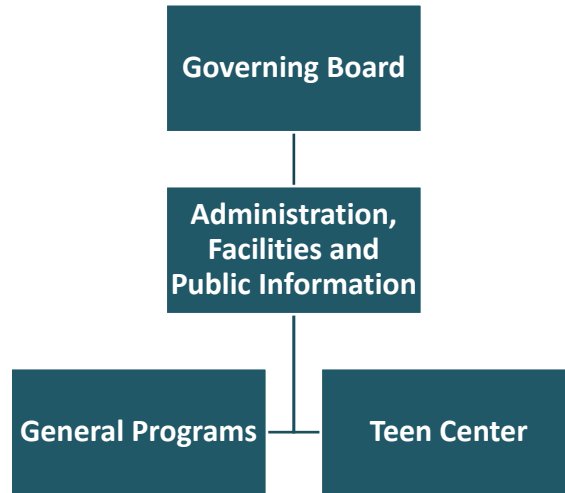 Governing Board
Administration,
Facilities and
Public Information
General Programs
Teen Center